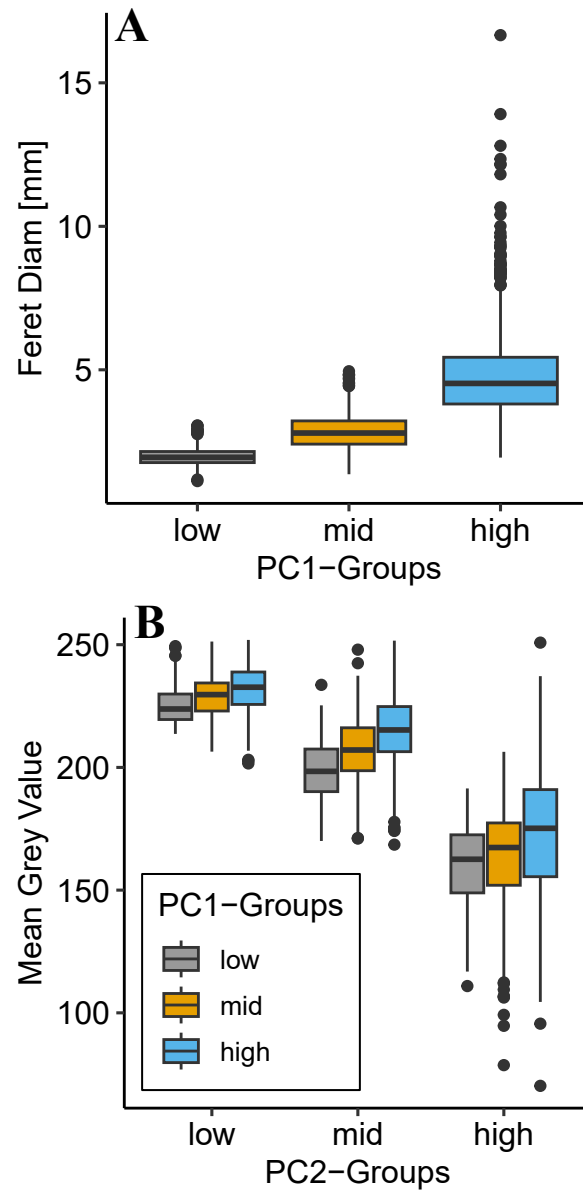 A
Feret Diam [mm]
15
10
5
low mid high
PC1−Groups
B
Mean Grey Value
250
200
150
100
PC1−Groups
low
mid
high
low mid high
PC2−Groups